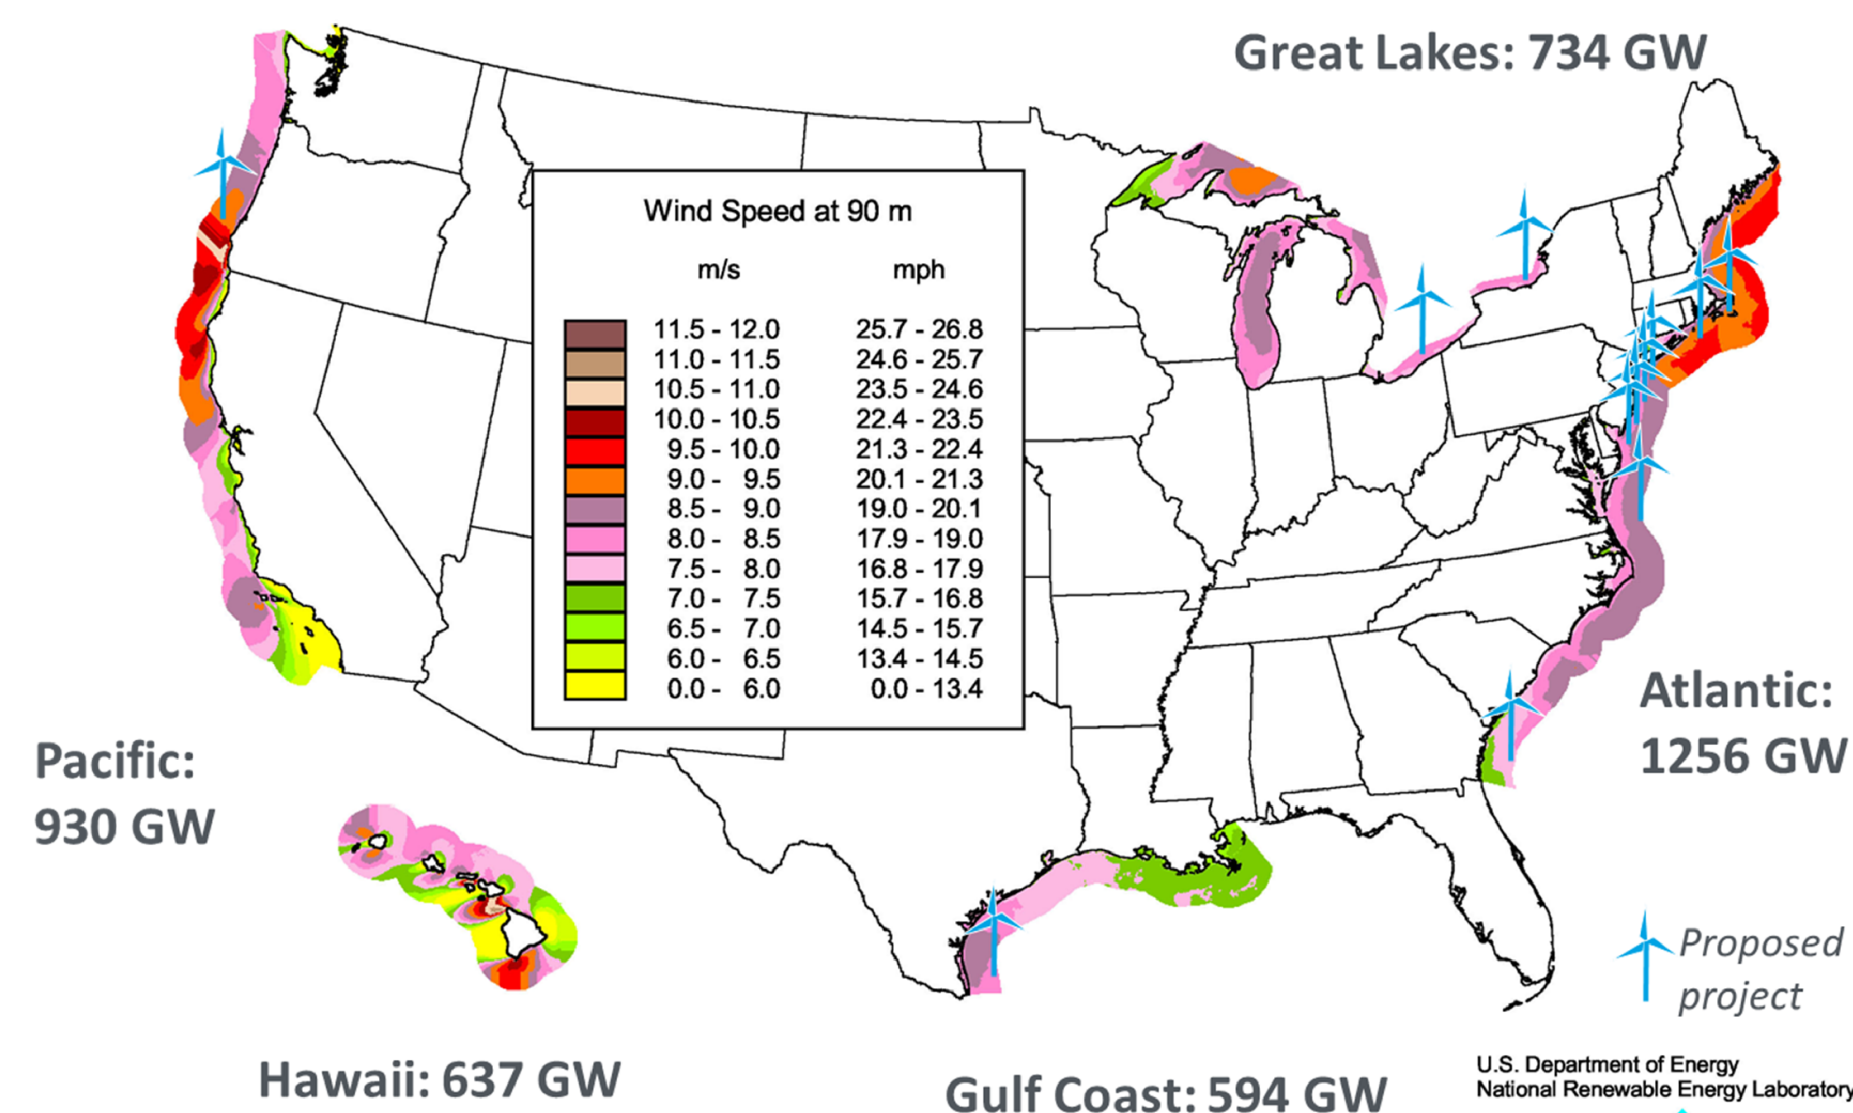 Great Lakes: 734 GW
Wind Speed at 90 m
m/s mph
11.5 - 12.0 25.7 - 26.8
11.0 - 11.5 24.6 - 25.7
10.5 - 11.0 23.5 - 24.6
10.0 - 10.5 22.4 - 23.5
9.5 - 10.0 21.3 - 22.4
9.0 - 9.5 20.1 - 21.3
8.5 - 9.0 19.0 - 20.1
8.0 - 8.5 17.9 - 19.0
7.5 - 8.0 16.8 - 17.9
7.0 - 7.5 15.7 - 16.8
6.5 - 7.0 14.5 - 15.7
6.0 - 6.5 13.4 - 14.5
0.0 - 6.0 0.0 - 13.4
Atlantic:
1256 GW
Pacific:
930 GW
Proposed
project
Hawaii: 637 GW
Gulf Coast: 594 GW
U.S. Department of Energy
National Renewable Energy Laboratory